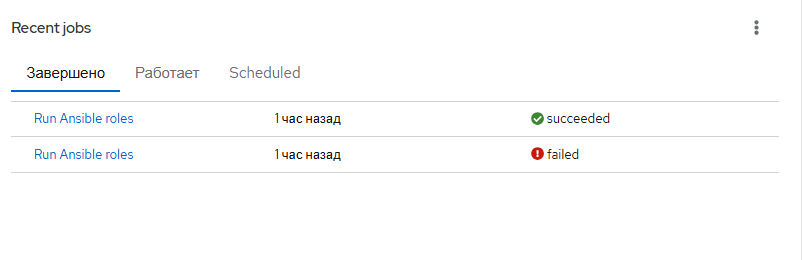 Recent jobs
Завершено Работает Scheduled
Run Ansible roles 1 час назад succeeded
Run Ansible roles 1 час назад failed